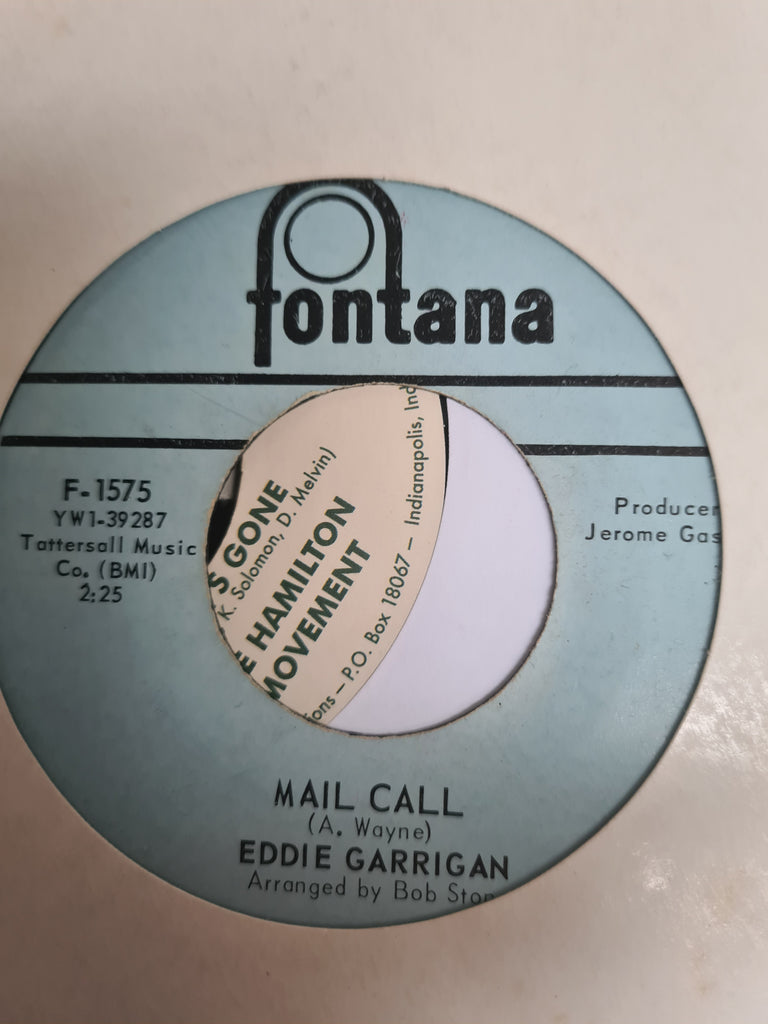 fontana
F-1575
YW1-39287
Tattersall Music
Co. (BMI)
2:25
Producer
Jerome Gas
S GONE
K. Solomon, D. Melvin)
E HAMILTON
MOVEMENT
ons - P.O. Box 18067 - Indianapolis, Ind
MAIL CALL
(A. Wayne)
EDDIE GARRIGAN
Arranged by Bob Ston